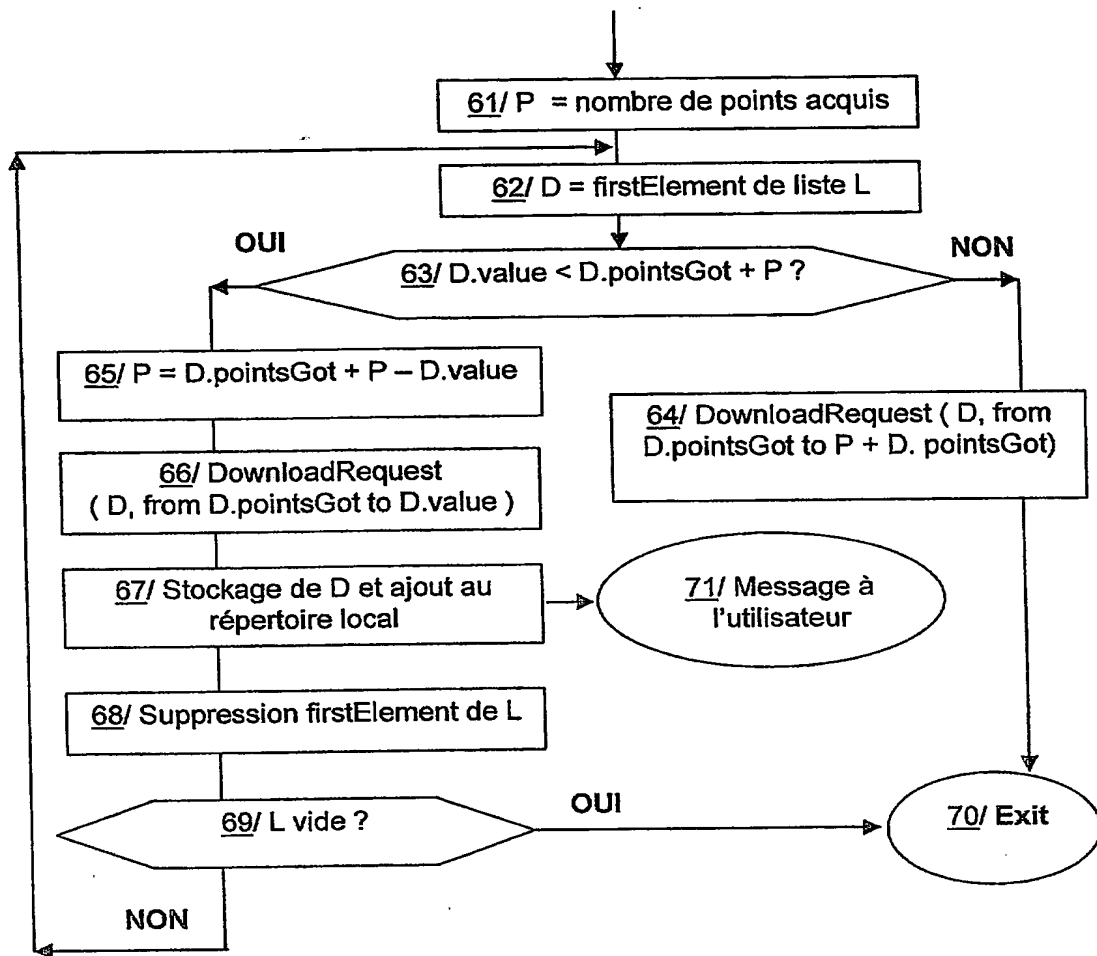 61/ P = nombre de points acquis
62/ D = firstElement de liste L
OUI
NON
63/ D.value < D.pointsGot + P ?
65/ P = D.pointsGot + P – D.value
64/ DownloadRequest ( D, from
D.pointsGot to P + D. pointsGot)
66/ DownloadRequest
( D, from D.pointsGot to D.value )
67/ Stockage de D et ajout au
répertoire local
71/ Message à
l'utilisateur
68/ Suppression firstElement de L
69/ L vide ?
OUI
70/ Exit
NON